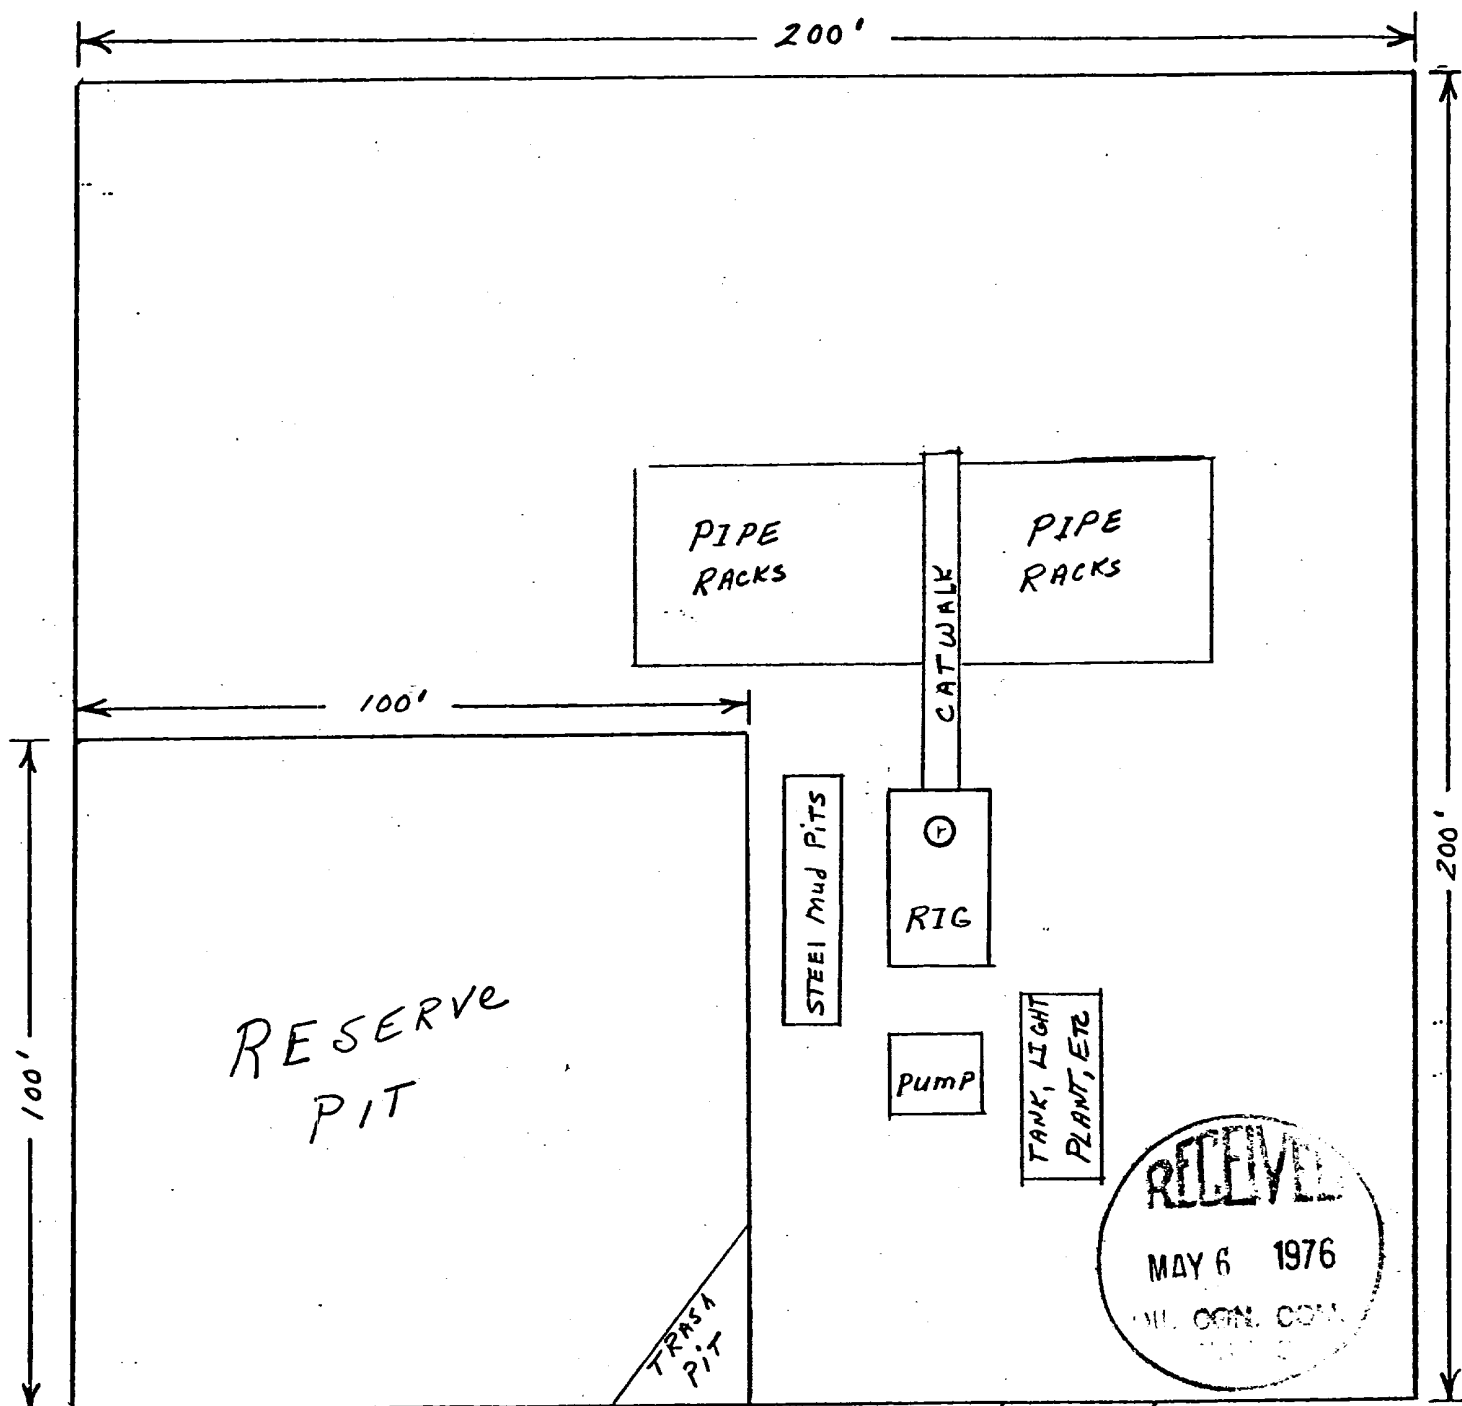 200'
PIPE
RACKS
PIPE
RACKS
CATWALK
100'
STEEl Mud PiTS
RIG
200'
RESERVe
PIT
100'
PUMP
TANK, LIGHT
PLANT, ETC
TRASH
PIT
RECEIVED
MAY 6 1976
OIL CON. COM.